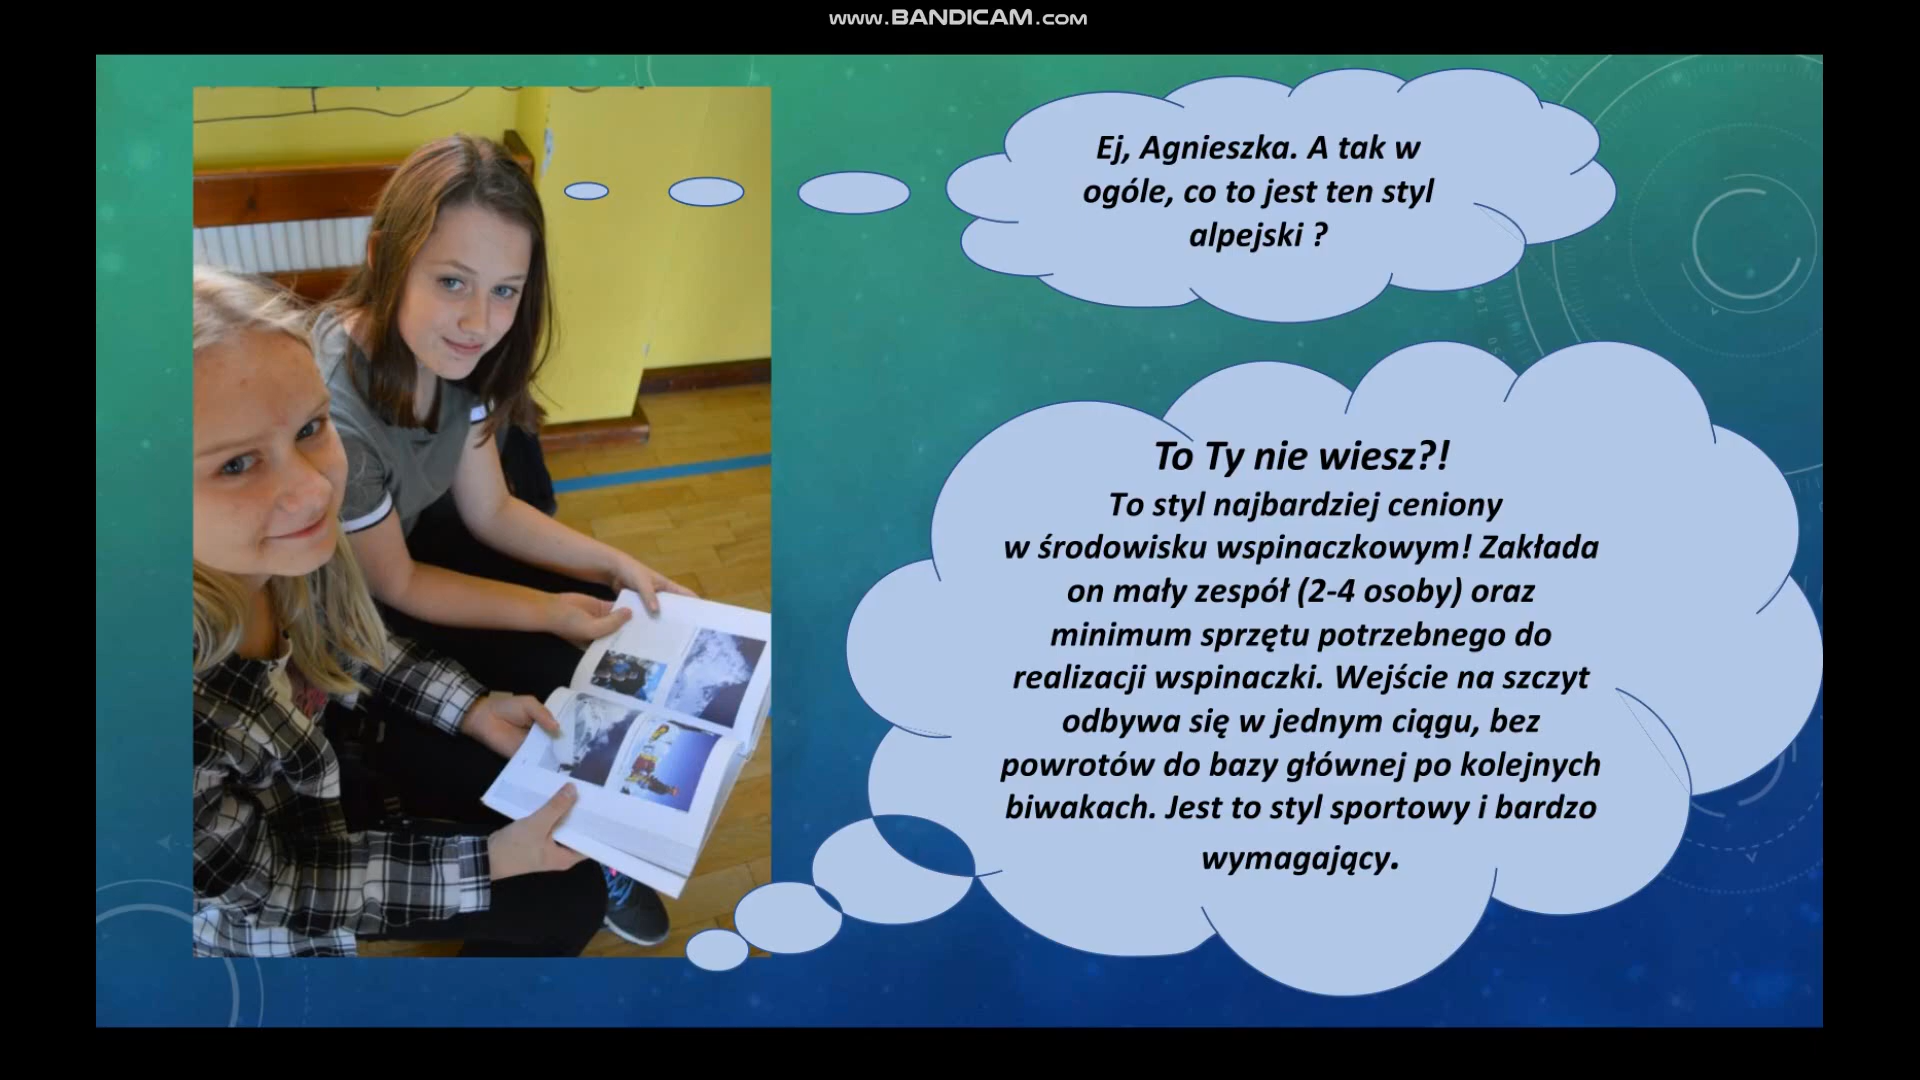 www.BANDICAM.com
Ej, Agnieszka. A tak w
ogóle, co to jest ten styl
alpejski ?
To Ty nie wiesz?!
To styl najbardziej ceniony
w środowisku wspinaczkowym! Zakłada
on mały zespół (2-4 osoby) oraz
minimum sprzętu potrzebnego do
realizacji wspinaczki. Wejście na szczyt
odbywa się w jednym ciągu, bez
powrotów do bazy głównej po kolejnych
biwakach. Jest to styl sportowy i bardzo
wymagający.